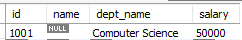 id name dept_name salary
1001 NULL Computer Science 50000